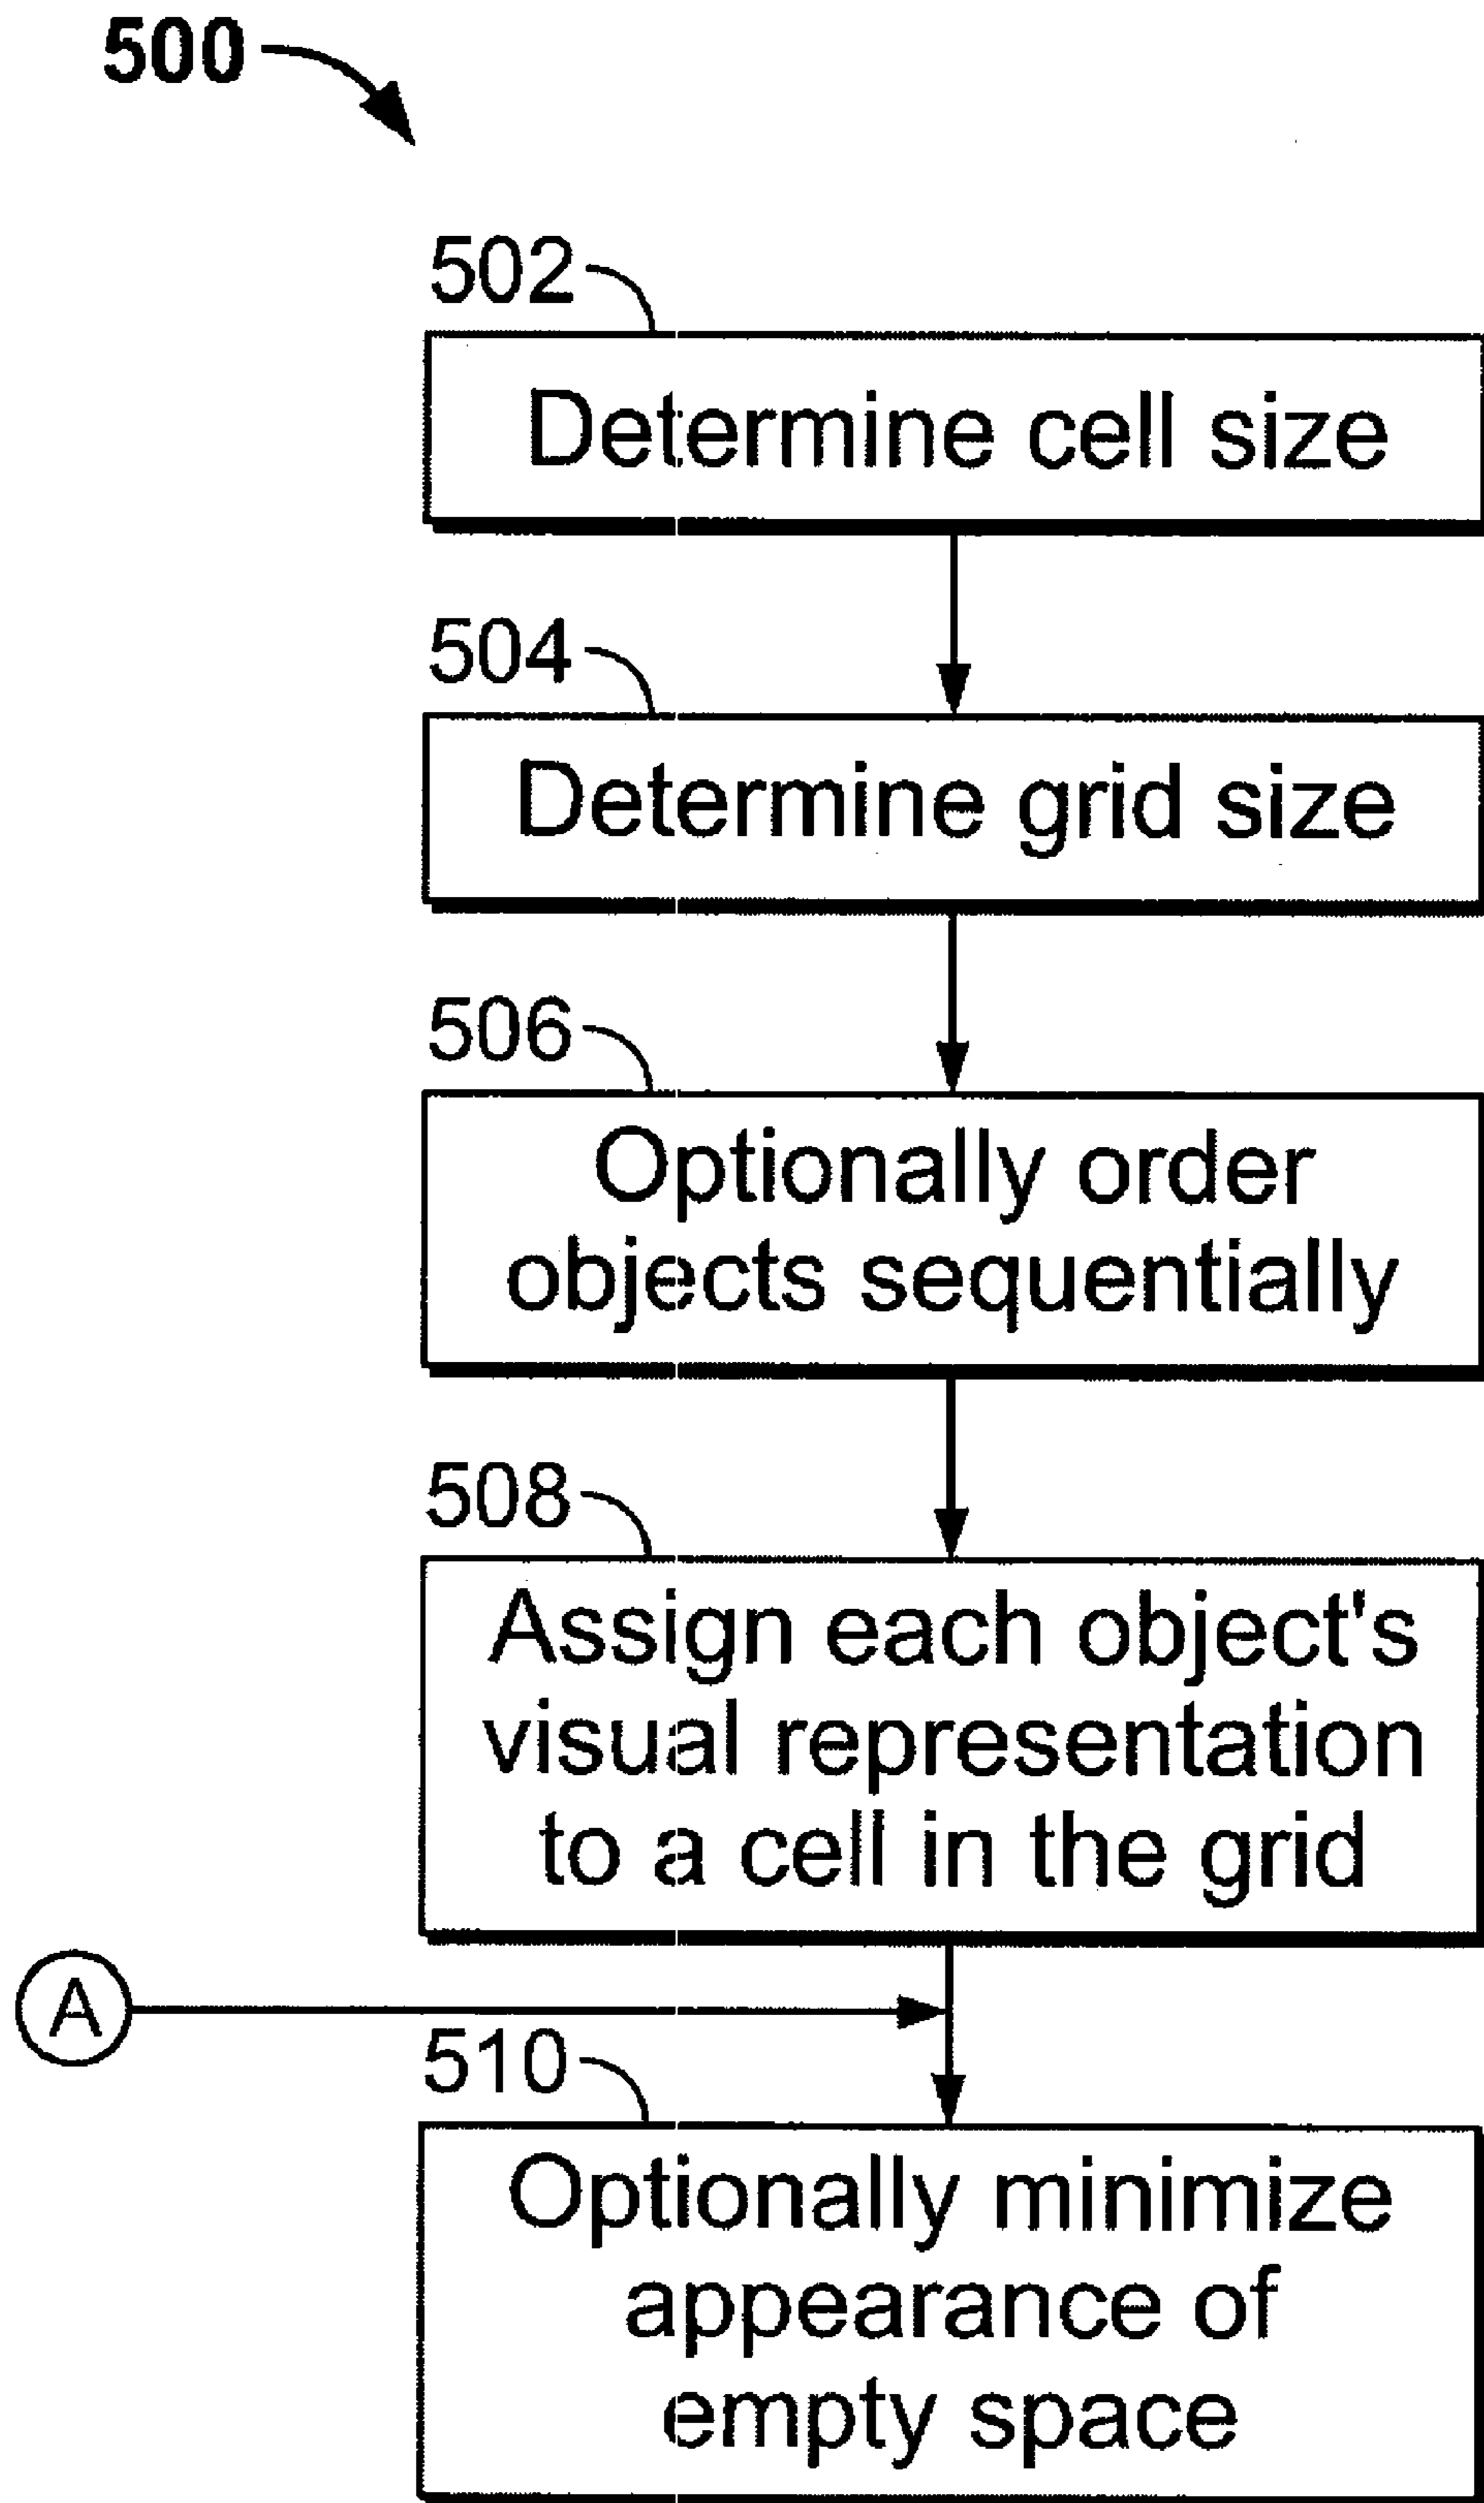 500
502
Determine cell size
504
Determine grid size
506
Optionally order
objects sequentially
508
Assign each object's
visual representation
to a cell in the grid
A
510
Optionally minimize
appearance of
empty space